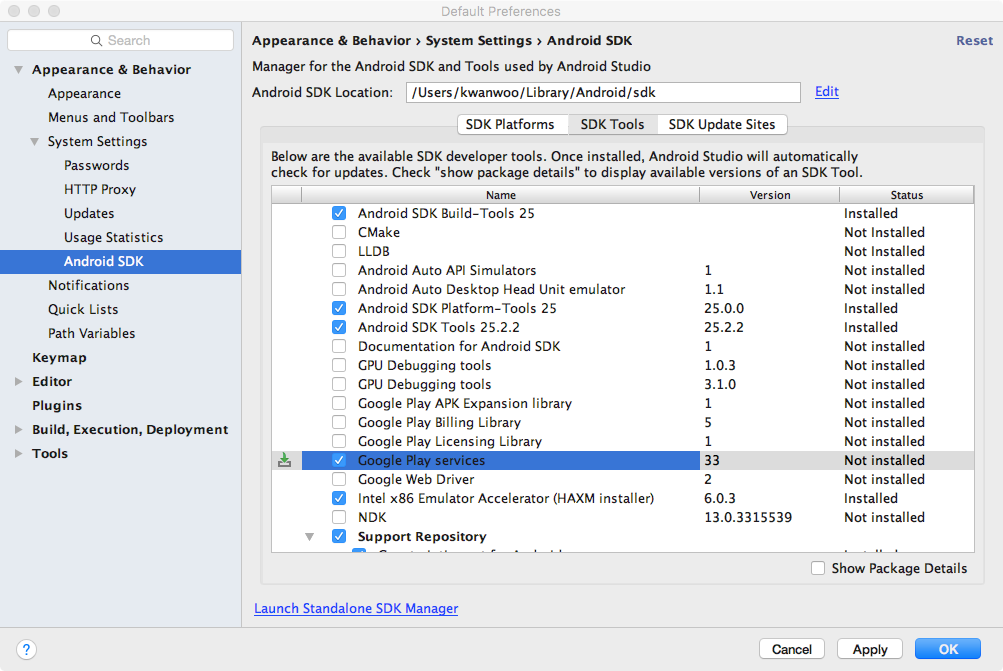 Default Preferences
Search
Appearance & Behavior
Appearance
Menus and Toolbars
System Settings
Passwords
HTTP Proxy
Updates
Usage Statistics
Android SDK
Notifications
Quick Lists
Path Variables
Keymap
Editor
Plugins
Build, Execution, Deployment
Tools
Appearance & Behavior › System Settings › Android SDK
Reset
Manager for the Android SDK and Tools used by Android Studio
Android SDK Location: /Users/kwanwoo/Library/Android/sdk Edit
SDK Platforms SDK Tools SDK Update Sites
Below are the available SDK developer tools. Once installed, Android Studio will automatically
check for updates. Check "show package details" to display available versions of an SDK Tool.
Name Version Status
Android SDK Build-Tools 25 Installed
CMake Not Installed
LLDB Not Installed
Android Auto API Simulators 1 Not installed
Android Auto Desktop Head Unit emulator 1.1 Not installed
Android SDK Platform-Tools 25 25.0.0 Installed
Android SDK Tools 25.2.2 25.2.2 Installed
Documentation for Android SDK 1 Not installed
GPU Debugging tools 1.0.3 Not installed
GPU Debugging tools 3.1.0 Not installed
Google Play APK Expansion library 1 Not installed
Google Play Billing Library 5 Not installed
Google Play Licensing Library 1 Not installed
Google Play services 33 Not installed
Google Web Driver 2 Not installed
Intel x86 Emulator Accelerator (HAXM installer) 6.0.3 Installed
NDK 13.0.3315539 Not installed
Support Repository
Show Package Details
Launch Standalone SDK Manager
? Cancel Apply OK